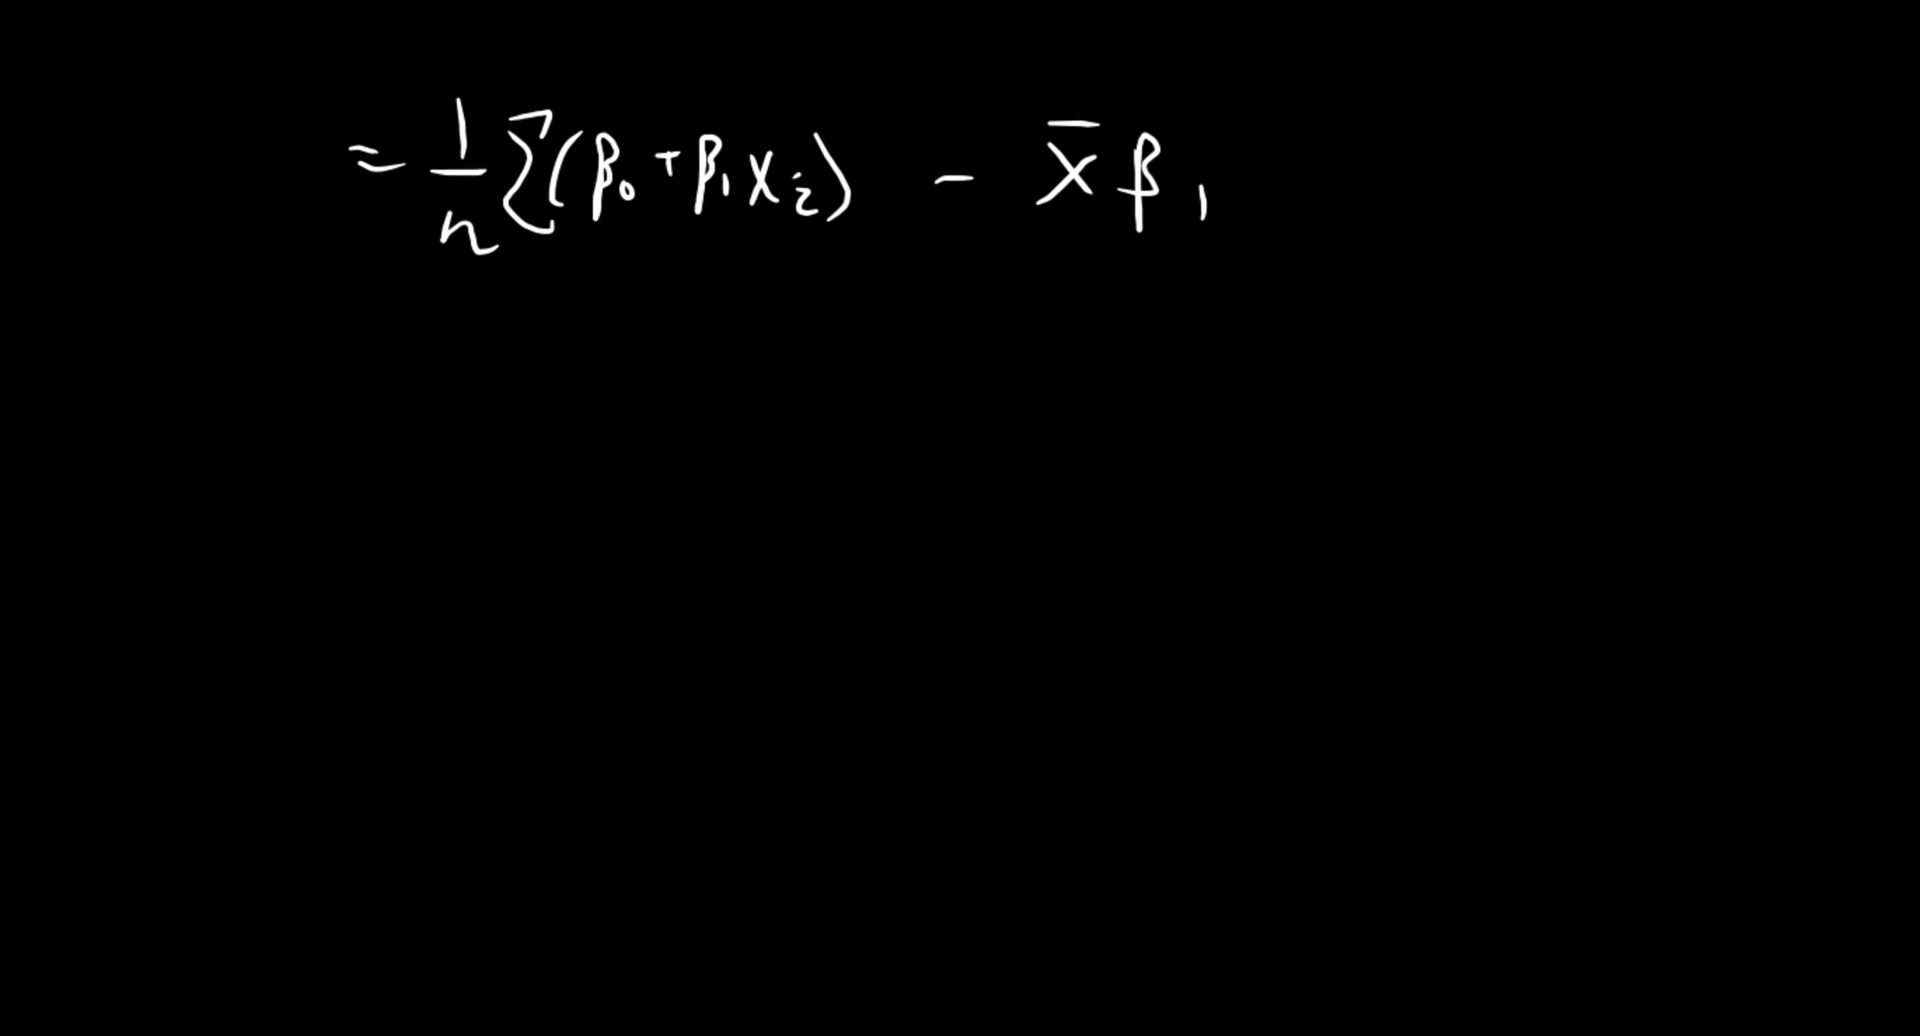 = 1/n Σ(β₀ + β₁xᵢ) - x̄β₁